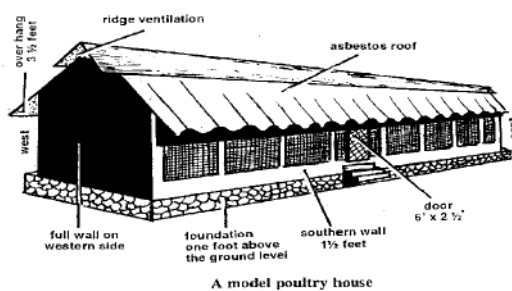 ridge ventilation
over hang
3 ½ feet
asbestos roof
west
door
6' x 2 ½'
full wall on
western side
foundation
one foot above
the ground level
southern wall
1½ feet
A model poultry house